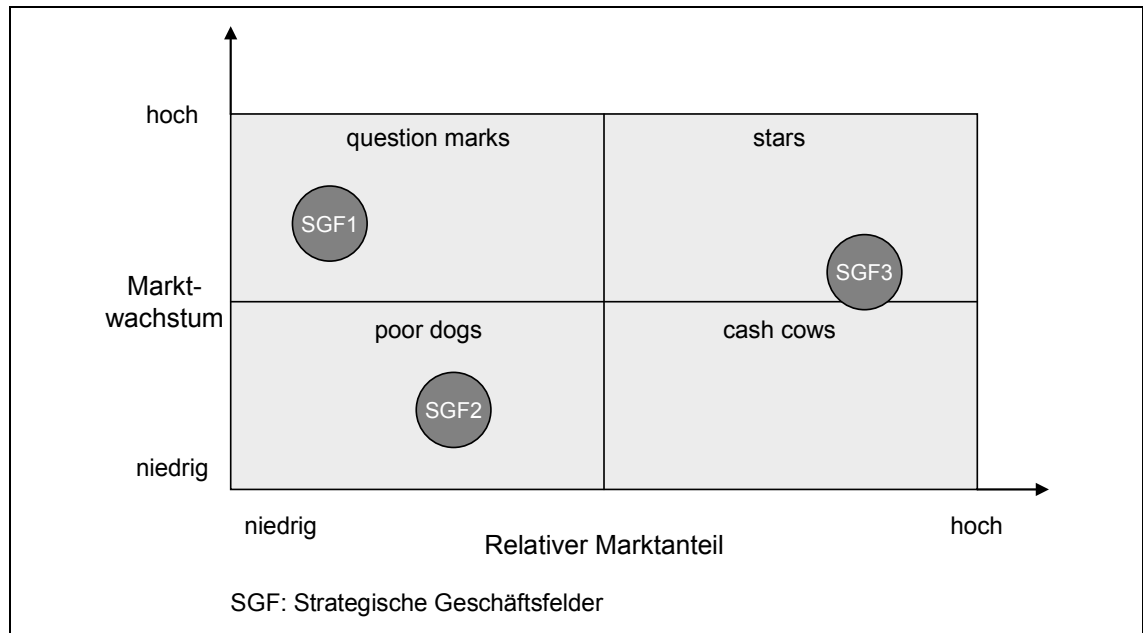 hoch
question marks
stars
SGF1
SGF3
Markt-
wachstum
poor dogs
cash cows
SGF2
niedrig
niedrig
hoch
Relativer Marktanteil
SGF: Strategische Geschäftsfelder